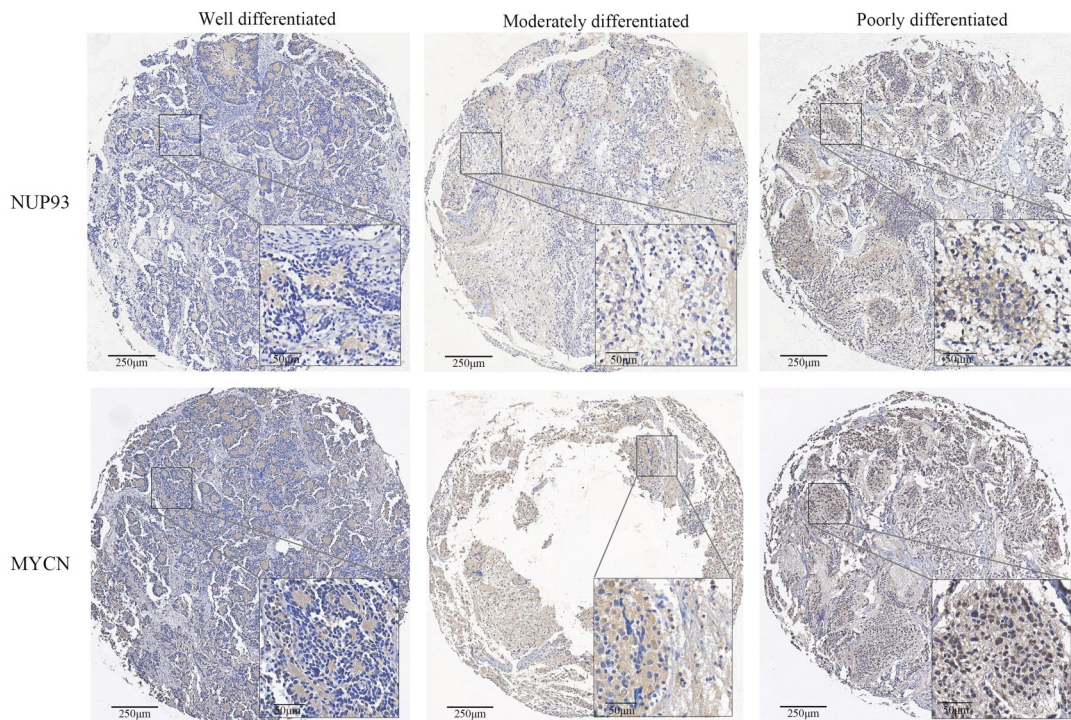 Well differentiated
Moderately differentiated
Poorly differentiated
NUP93
50μm
50μm
50μm
250μm
250μm
250μm
MYCN
50μm
50μm
50μm
250μm
250μm
250μm